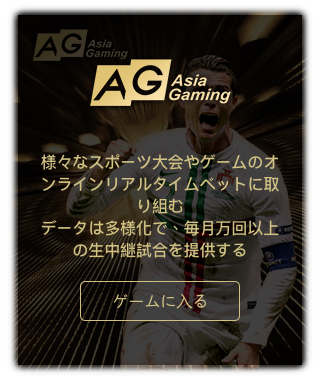 AG Asia
Gaming
AG Asia
Gaming
様々なスポーツ大会やゲームのオ
ンラインリアルタイムベットに取
り組む
データは多様化で、毎月万回以上
の生中継試合を提供する
ゲームに入る